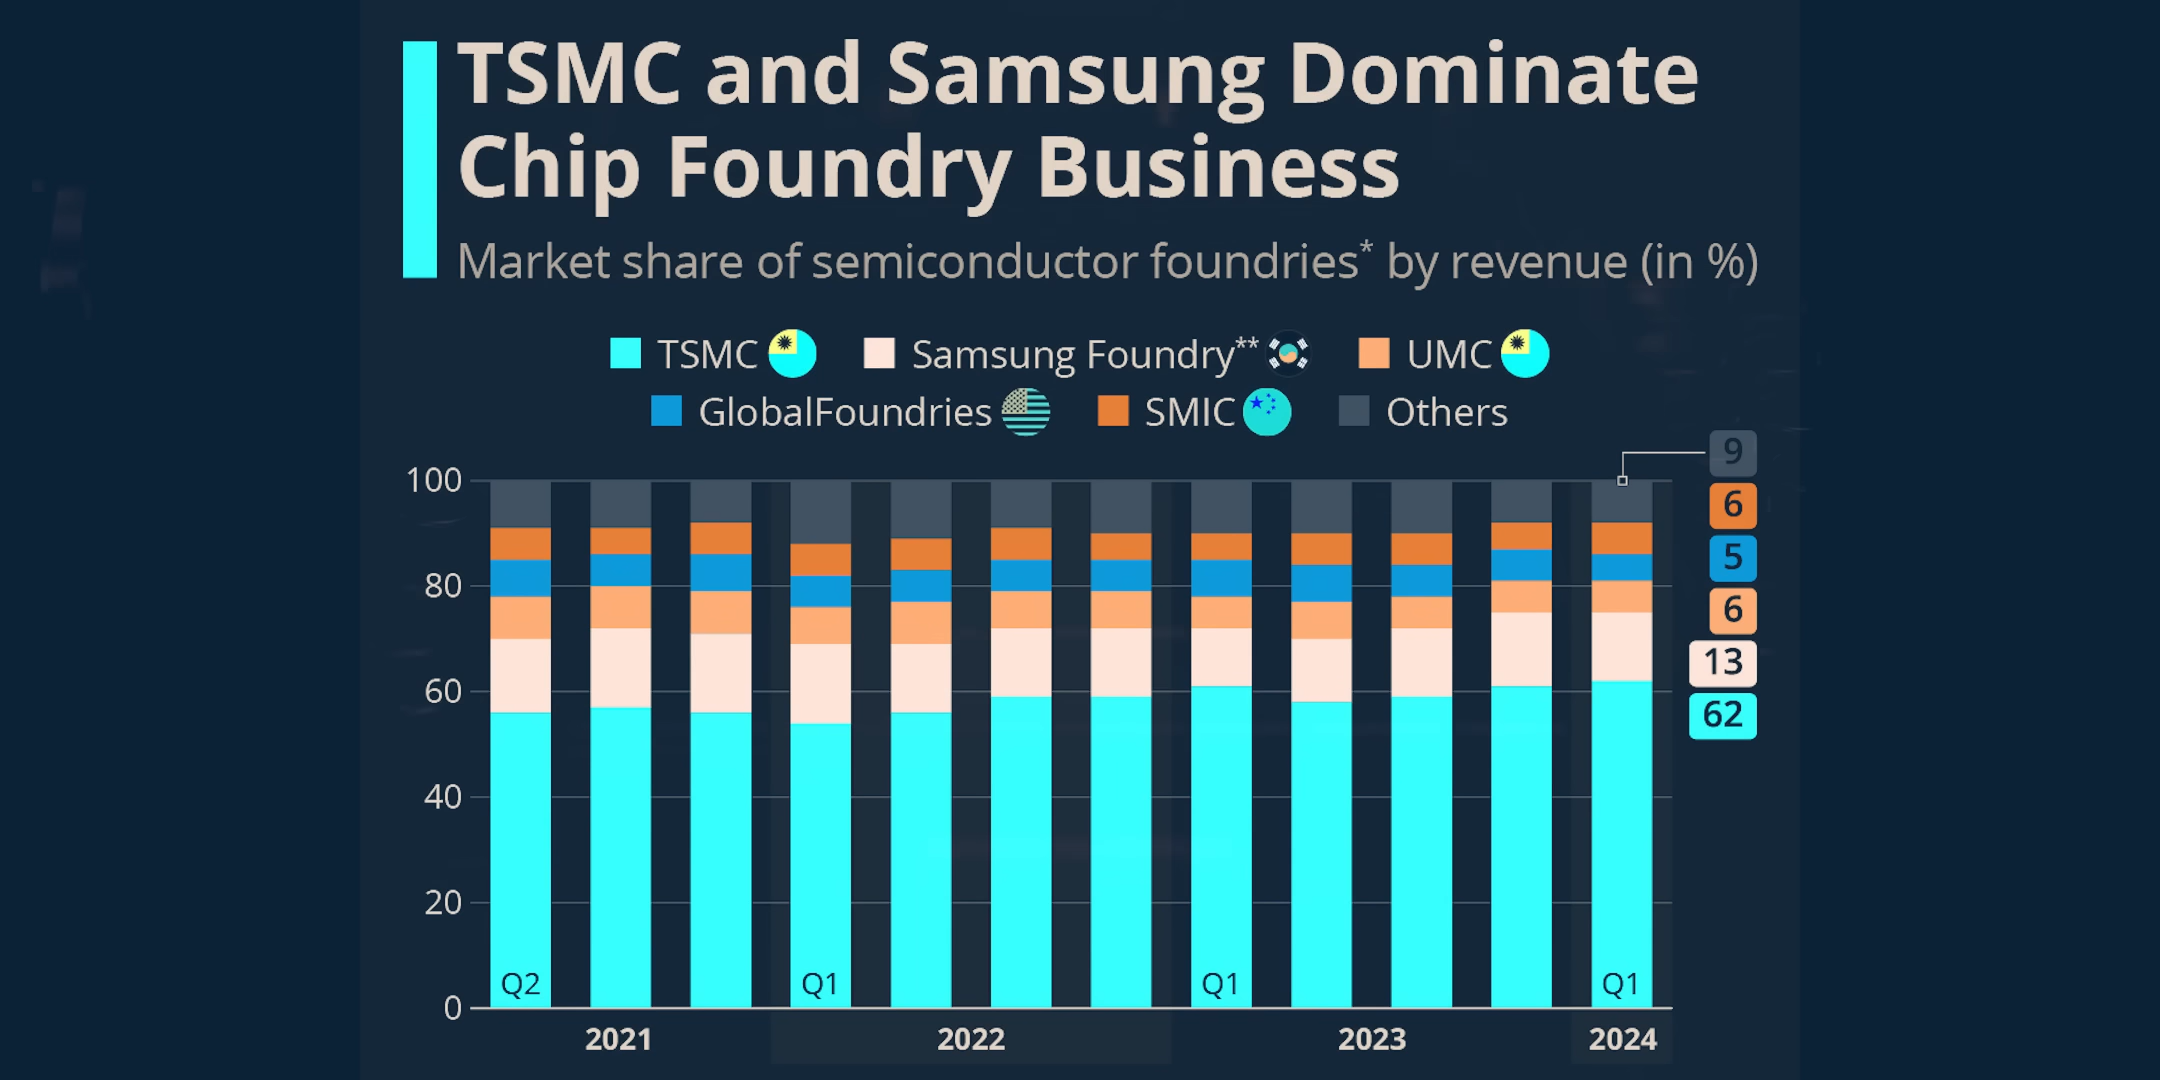 TSMC and Samsung Dominate
Chip Foundry Business
Market share of semiconductor foundries* by revenue (in %)
TSMC Samsung Foundry** UMC
GlobalFoundries SMIC Others
9
100
6
5
80
6
13
60
62
40
20
Q2 Q1 Q1 Q1
0
2021 2022 2023 2024